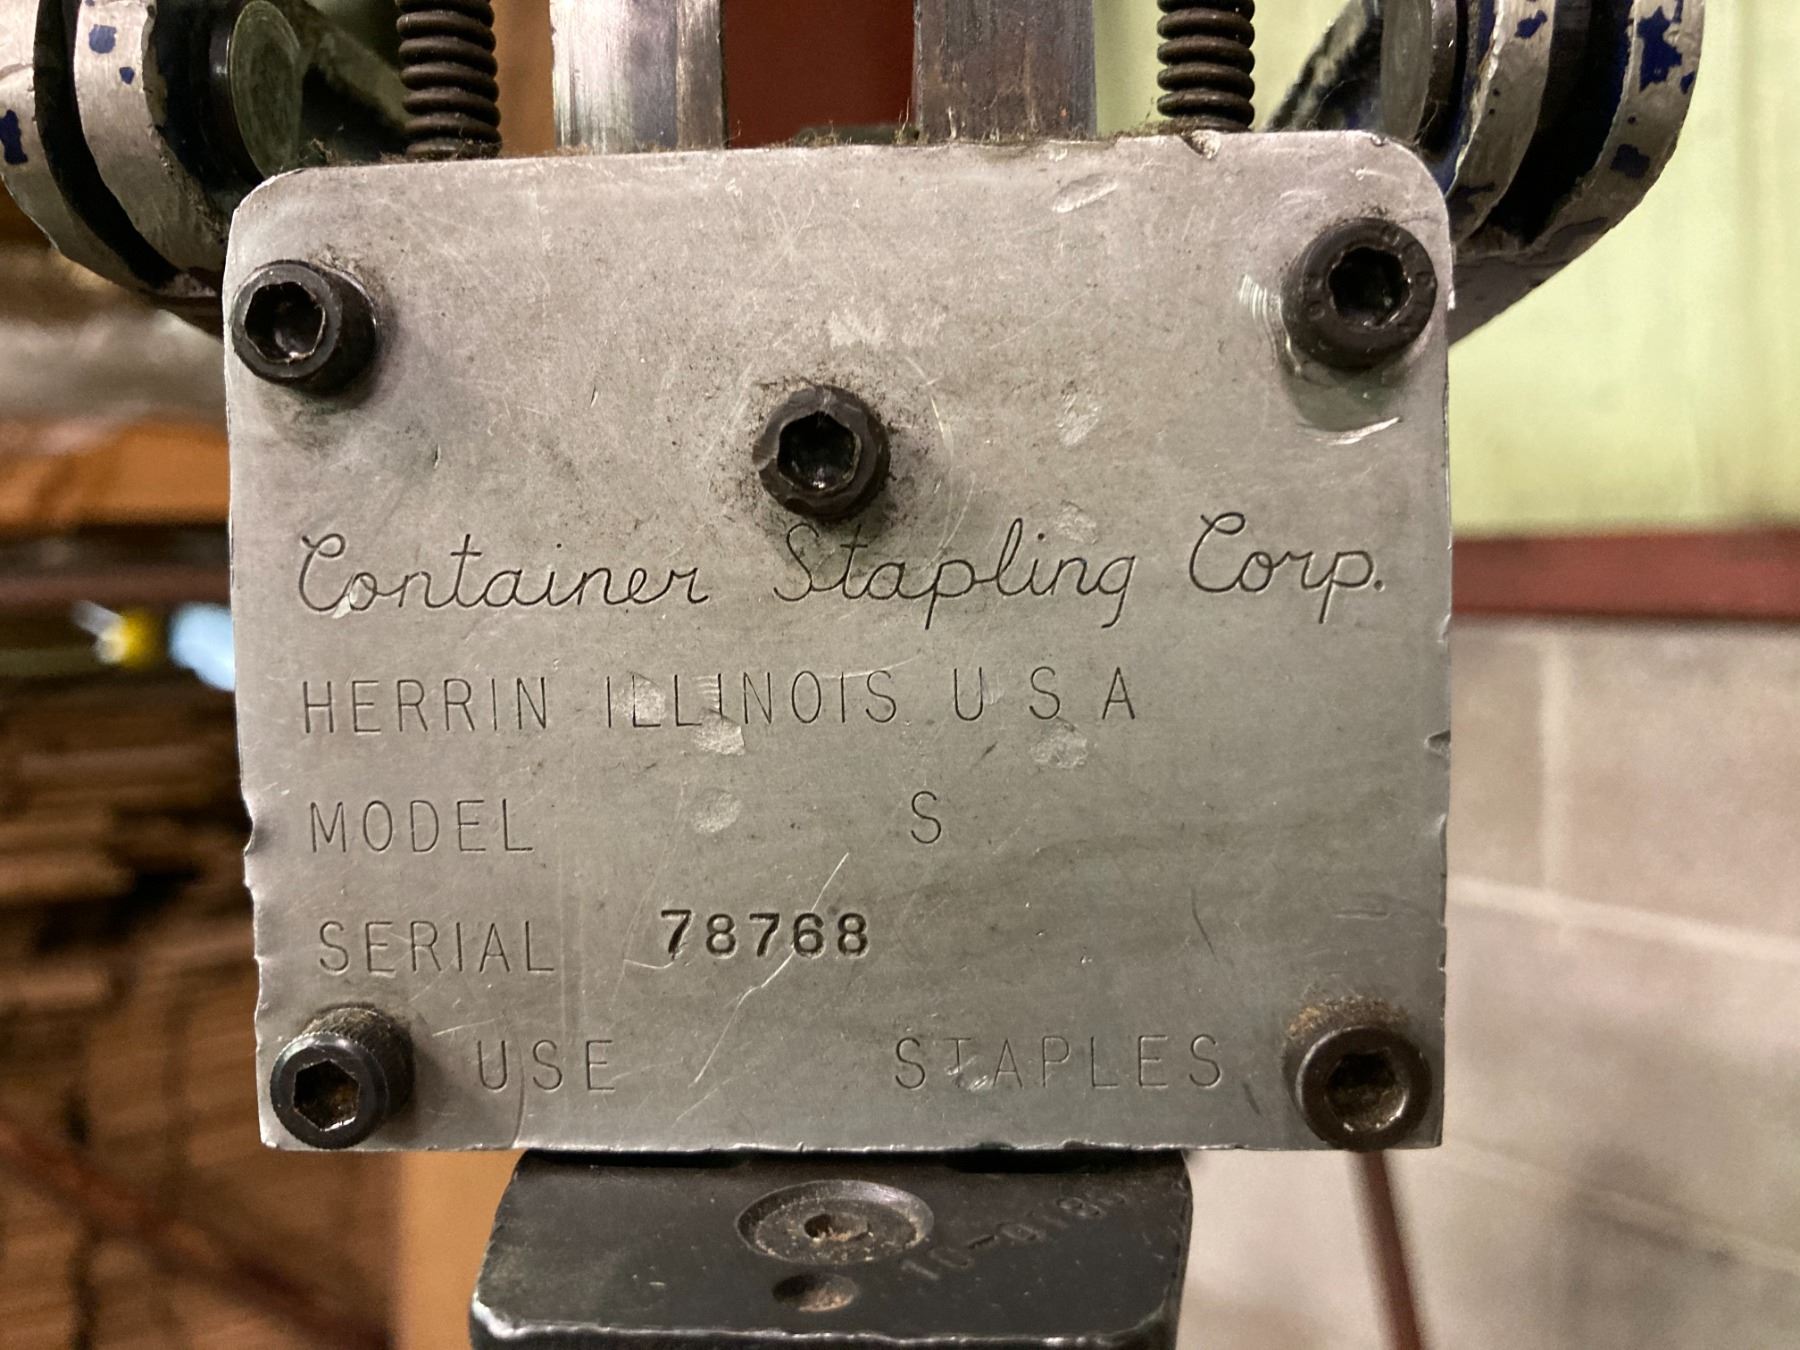 Container Stapling Corp.
HERRIN ILLINOIS U S A
MODEL S
SERIAL 78768
USE STAPLES